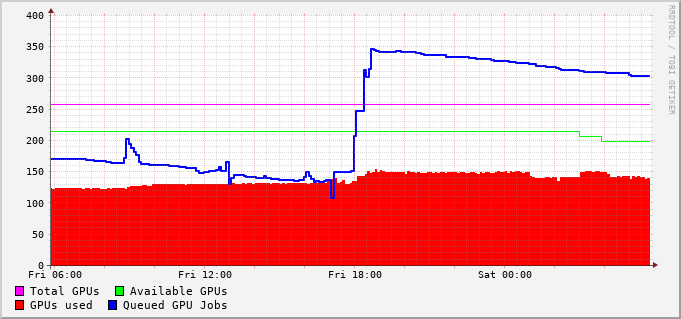 400
350
300
250
200
150
100
50
0
Fri 06:00 Fri 12:00 Fri 18:00 Sat 00:00
Total GPUs Available GPUs
GPUs used Queued GPU Jobs
RRDTOOL / TOBI OETIKER